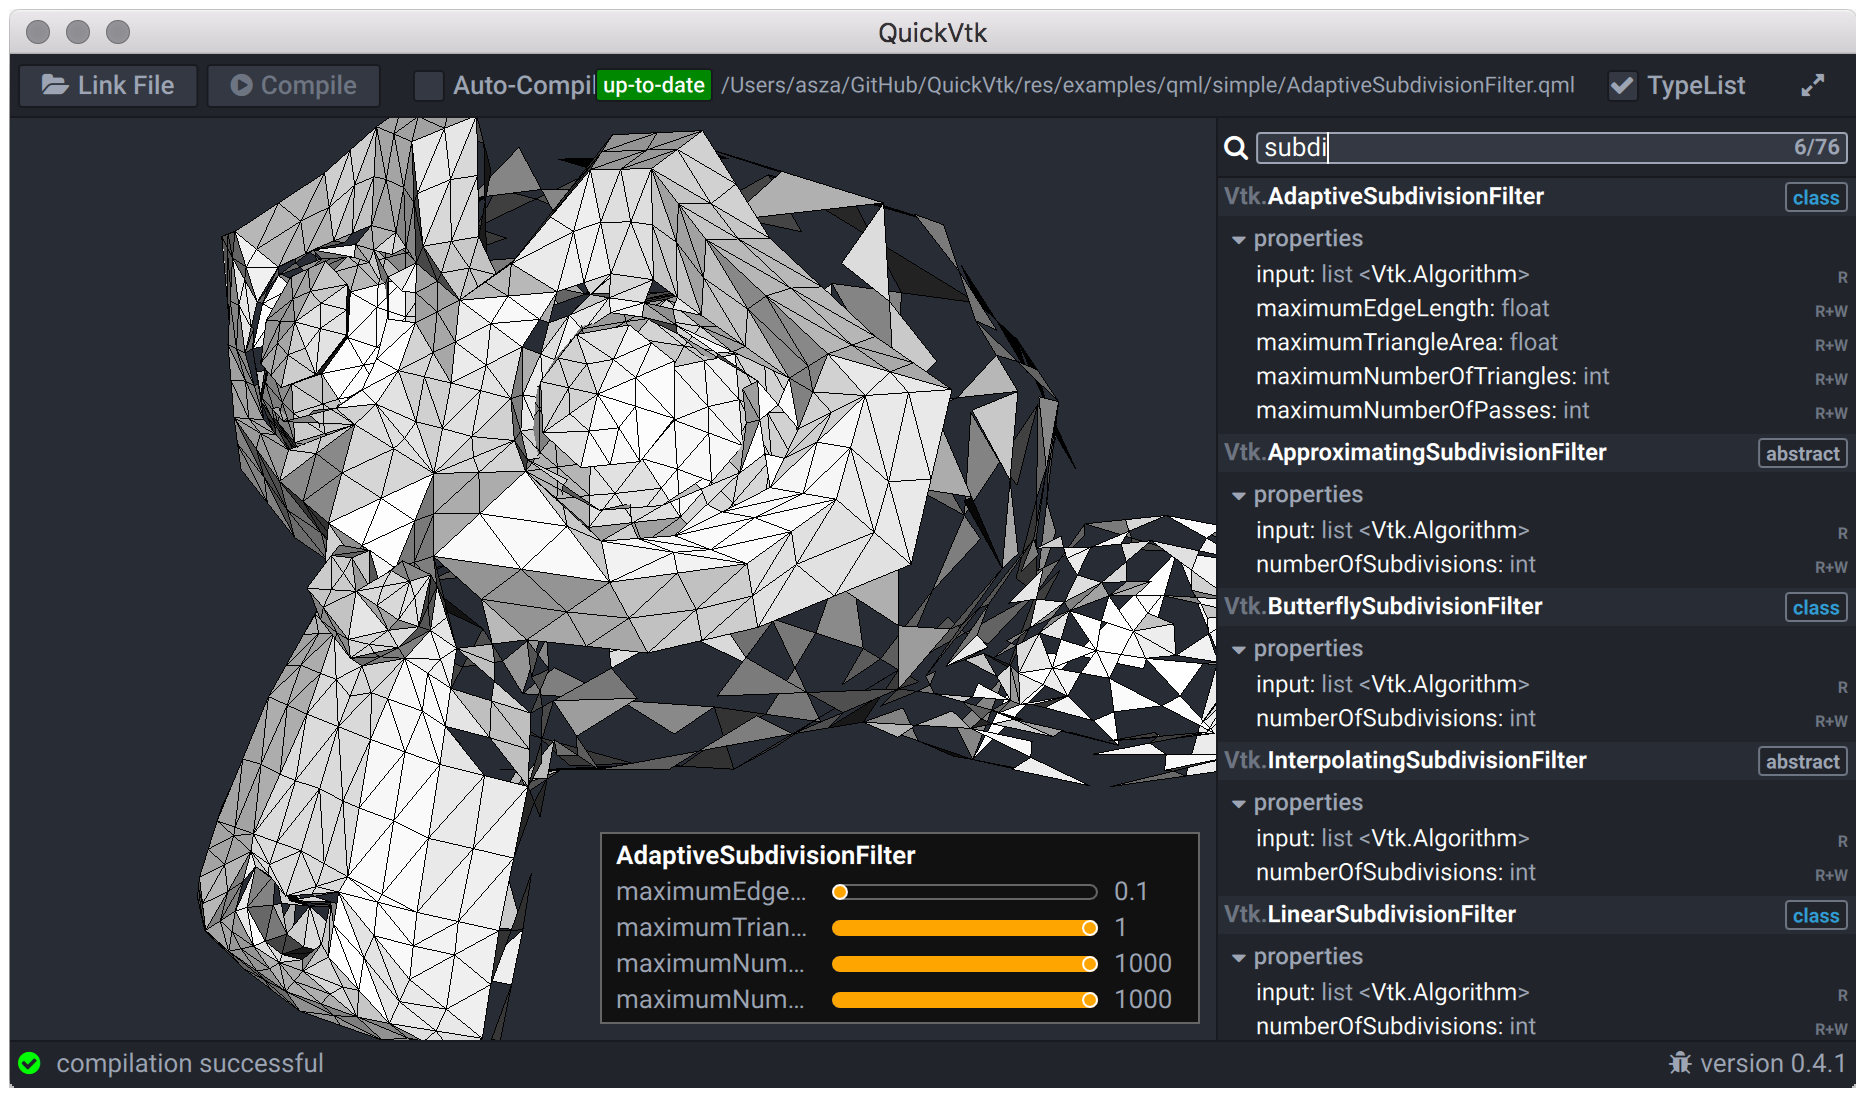 QuickVtk
Link File
Compile
Auto-Compil
up-to-date
/Users/asza/GitHub/QuickVtk/res/examples/qml/simple/AdaptiveSubdivisionFilter.qml
TypeList
subdi 6/76
Vtk.AdaptiveSubdivisionFilter class
properties
input: list <Vtk.Algorithm> R
maximumEdgeLength: float R+W
maximumTriangleArea: float R+W
maximumNumberOfTriangles: int R+W
maximumNumberOfPasses: int R+W
Vtk.ApproximatingSubdivisionFilter abstract
properties
input: list <Vtk.Algorithm> R
numberOfSubdivisions: int R+W
Vtk.ButterflySubdivisionFilter class
properties
input: list <Vtk.Algorithm> R
numberOfSubdivisions: int R+W
Vtk.InterpolatingSubdivisionFilter abstract
properties
input: list <Vtk.Algorithm> R
numberOfSubdivisions: int R+W
Vtk.LinearSubdivisionFilter class
properties
input: list <Vtk.Algorithm> R
numberOfSubdivisions: int R+W
AdaptiveSubdivisionFilter
maximumEdge... 0.1
maximumTrian... 1
maximumNum... 1000
maximumNum... 1000
compilation successful
version 0.4.1